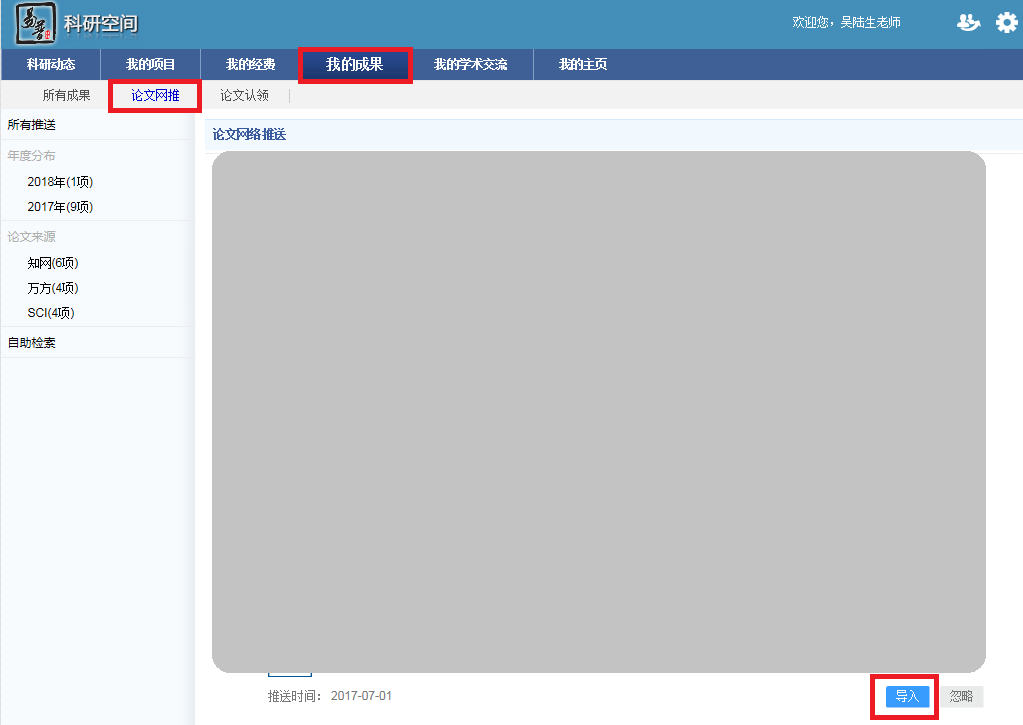 易普 科研空间 欢迎您，吴陆生老师
科研动态 我的项目 我的经费 我的成果 我的学术交流 我的主页
所有成果 论文网推 论文认领
所有推送
论文网络推送
年度分布
2018年(1项)
2017年(9项)
论文来源
知网(6项)
万方(4项)
SCI(4项)
自助检索
推送时间： 2017-07-01 导入 忽略